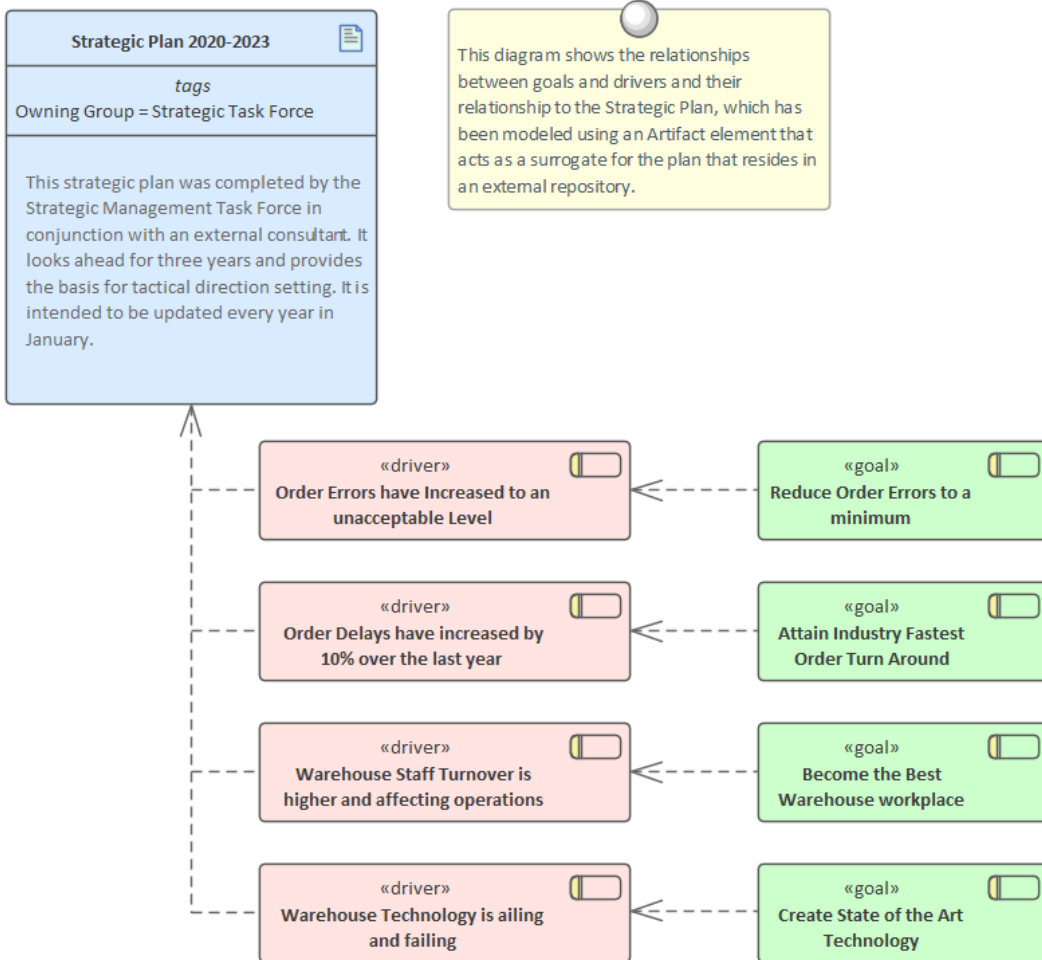 Strategic Plan 2020-2023
tags
Owning Group = Strategic Task Force
This strategic plan was completed by the
Strategic Management Task Force in
conjunction with an external consultant. It
looks ahead for three years and provides
the basis for tactical direction setting. It is
intended to be updated every year in
January.
This diagram shows the relationships
between goals and drivers and their
relationship to the Strategic Plan, which has
been modeled using an Artifact element that
acts as a surrogate for the plan that resides in
an external repository.
«driver»
Order Errors have Increased to an
unacceptable Level
«goal»
Reduce Order Errors to a
minimum
«driver»
Order Delays have increased by
10% over the last year
«goal»
Attain Industry Fastest
Order Turn Around
«driver»
Warehouse Staff Turnover is
higher and affecting operations
«goal»
Become the Best
Warehouse workplace
«driver»
Warehouse Technology is ailing
and failing
«goal»
Create State of the Art
Technology